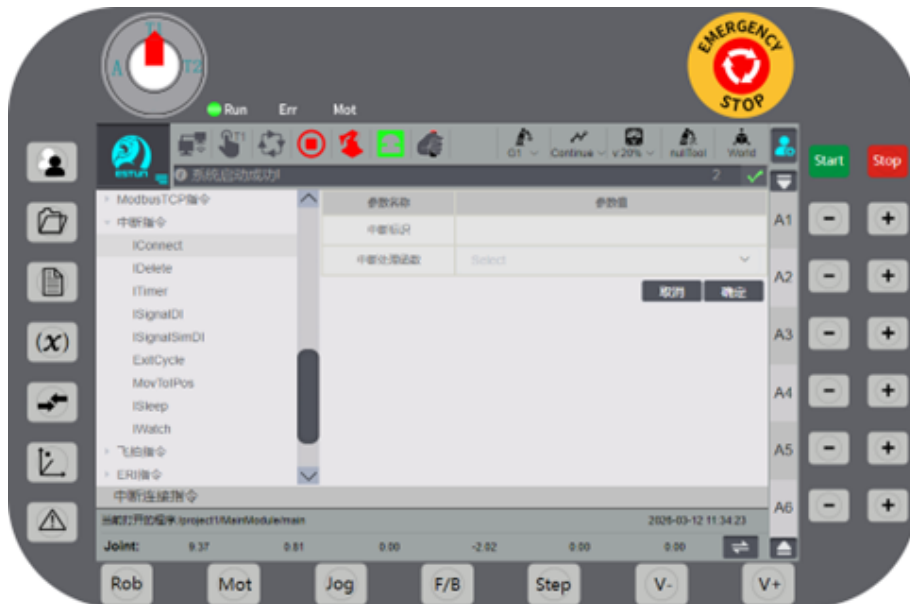 T1
A
T2
EMERGENCY
STOP
Run Err Mot
T1
G1 Continue v:20% nullTool World
ESTUN
系统启动成功! 2
Start Stop
ModbusTCP指令
中断指令
IConnect
IDelete
ITimer
ISignalDI
ISignalSimDI
ExitCycle
MovToIPos
ISleep
IWatch
飞拍指令
ERI指令
参数名称 参数值
中断标识
中断处理函数 Select
取消 确定
A1 - +
A2 - +
A3 - +
A4 - +
A5 - +
A6 - +
(x)
中断连接指令
当前打开的程序:/project1/MainModule/main 2026-03-12 11:34:23
Joint: 9.37 0.81 0.00 -2.02 0.00 0.00
Rob Mot Jog F/B Step V- V+